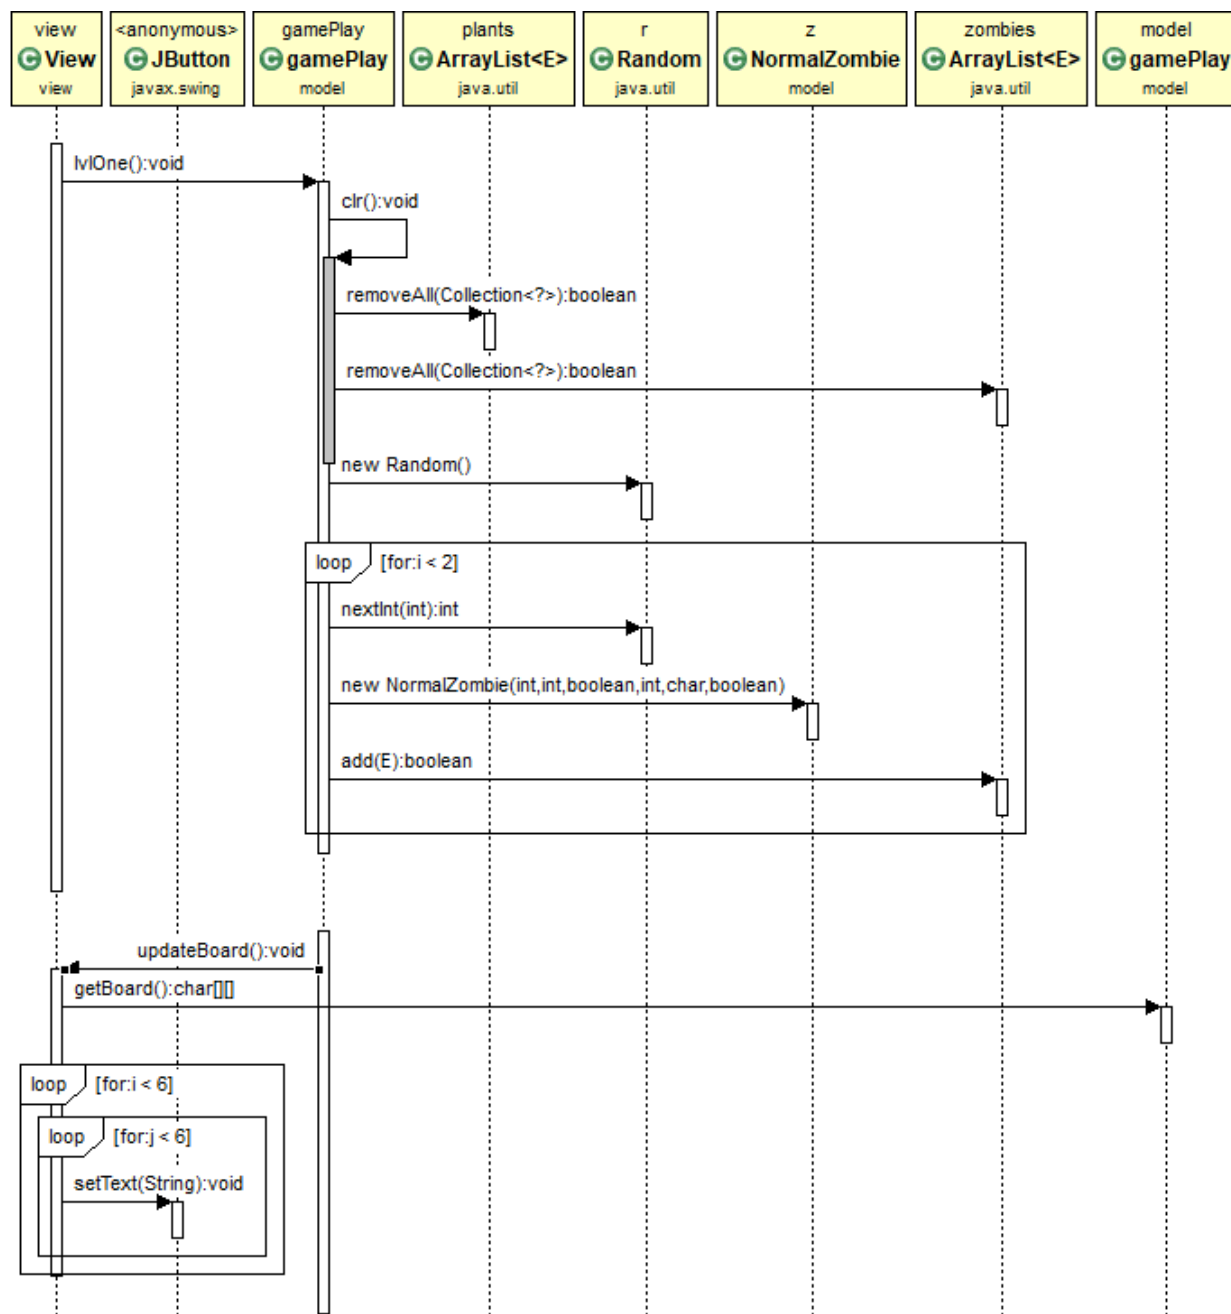 view <anonymous> gamePlay plants r z zombies model
C View C JButton C gamePlay C ArrayList<E> C Random C NormalZombie C ArrayList<E> C gamePlay
view javax.swing model java.util java.util model java.util model
lvlOne():void
clr():void
removeAll(Collection<?>):boolean
removeAll(Collection<?>):boolean
new Random()
loop [for:i < 2]
nextInt(int):int
new NormalZombie(int,int,boolean,int,char,boolean)
add(E):boolean
updateBoard():void
getBoard():char[][]
loop [for:i < 6]
loop [for:j < 6]
setText(String):void